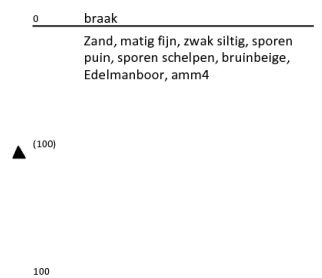 0 braak
Zand, matig fijn, zwak siltig, sporen
puin, sporen schelpen, bruinbeige,
Edelmanboor, amm4
(100)
100